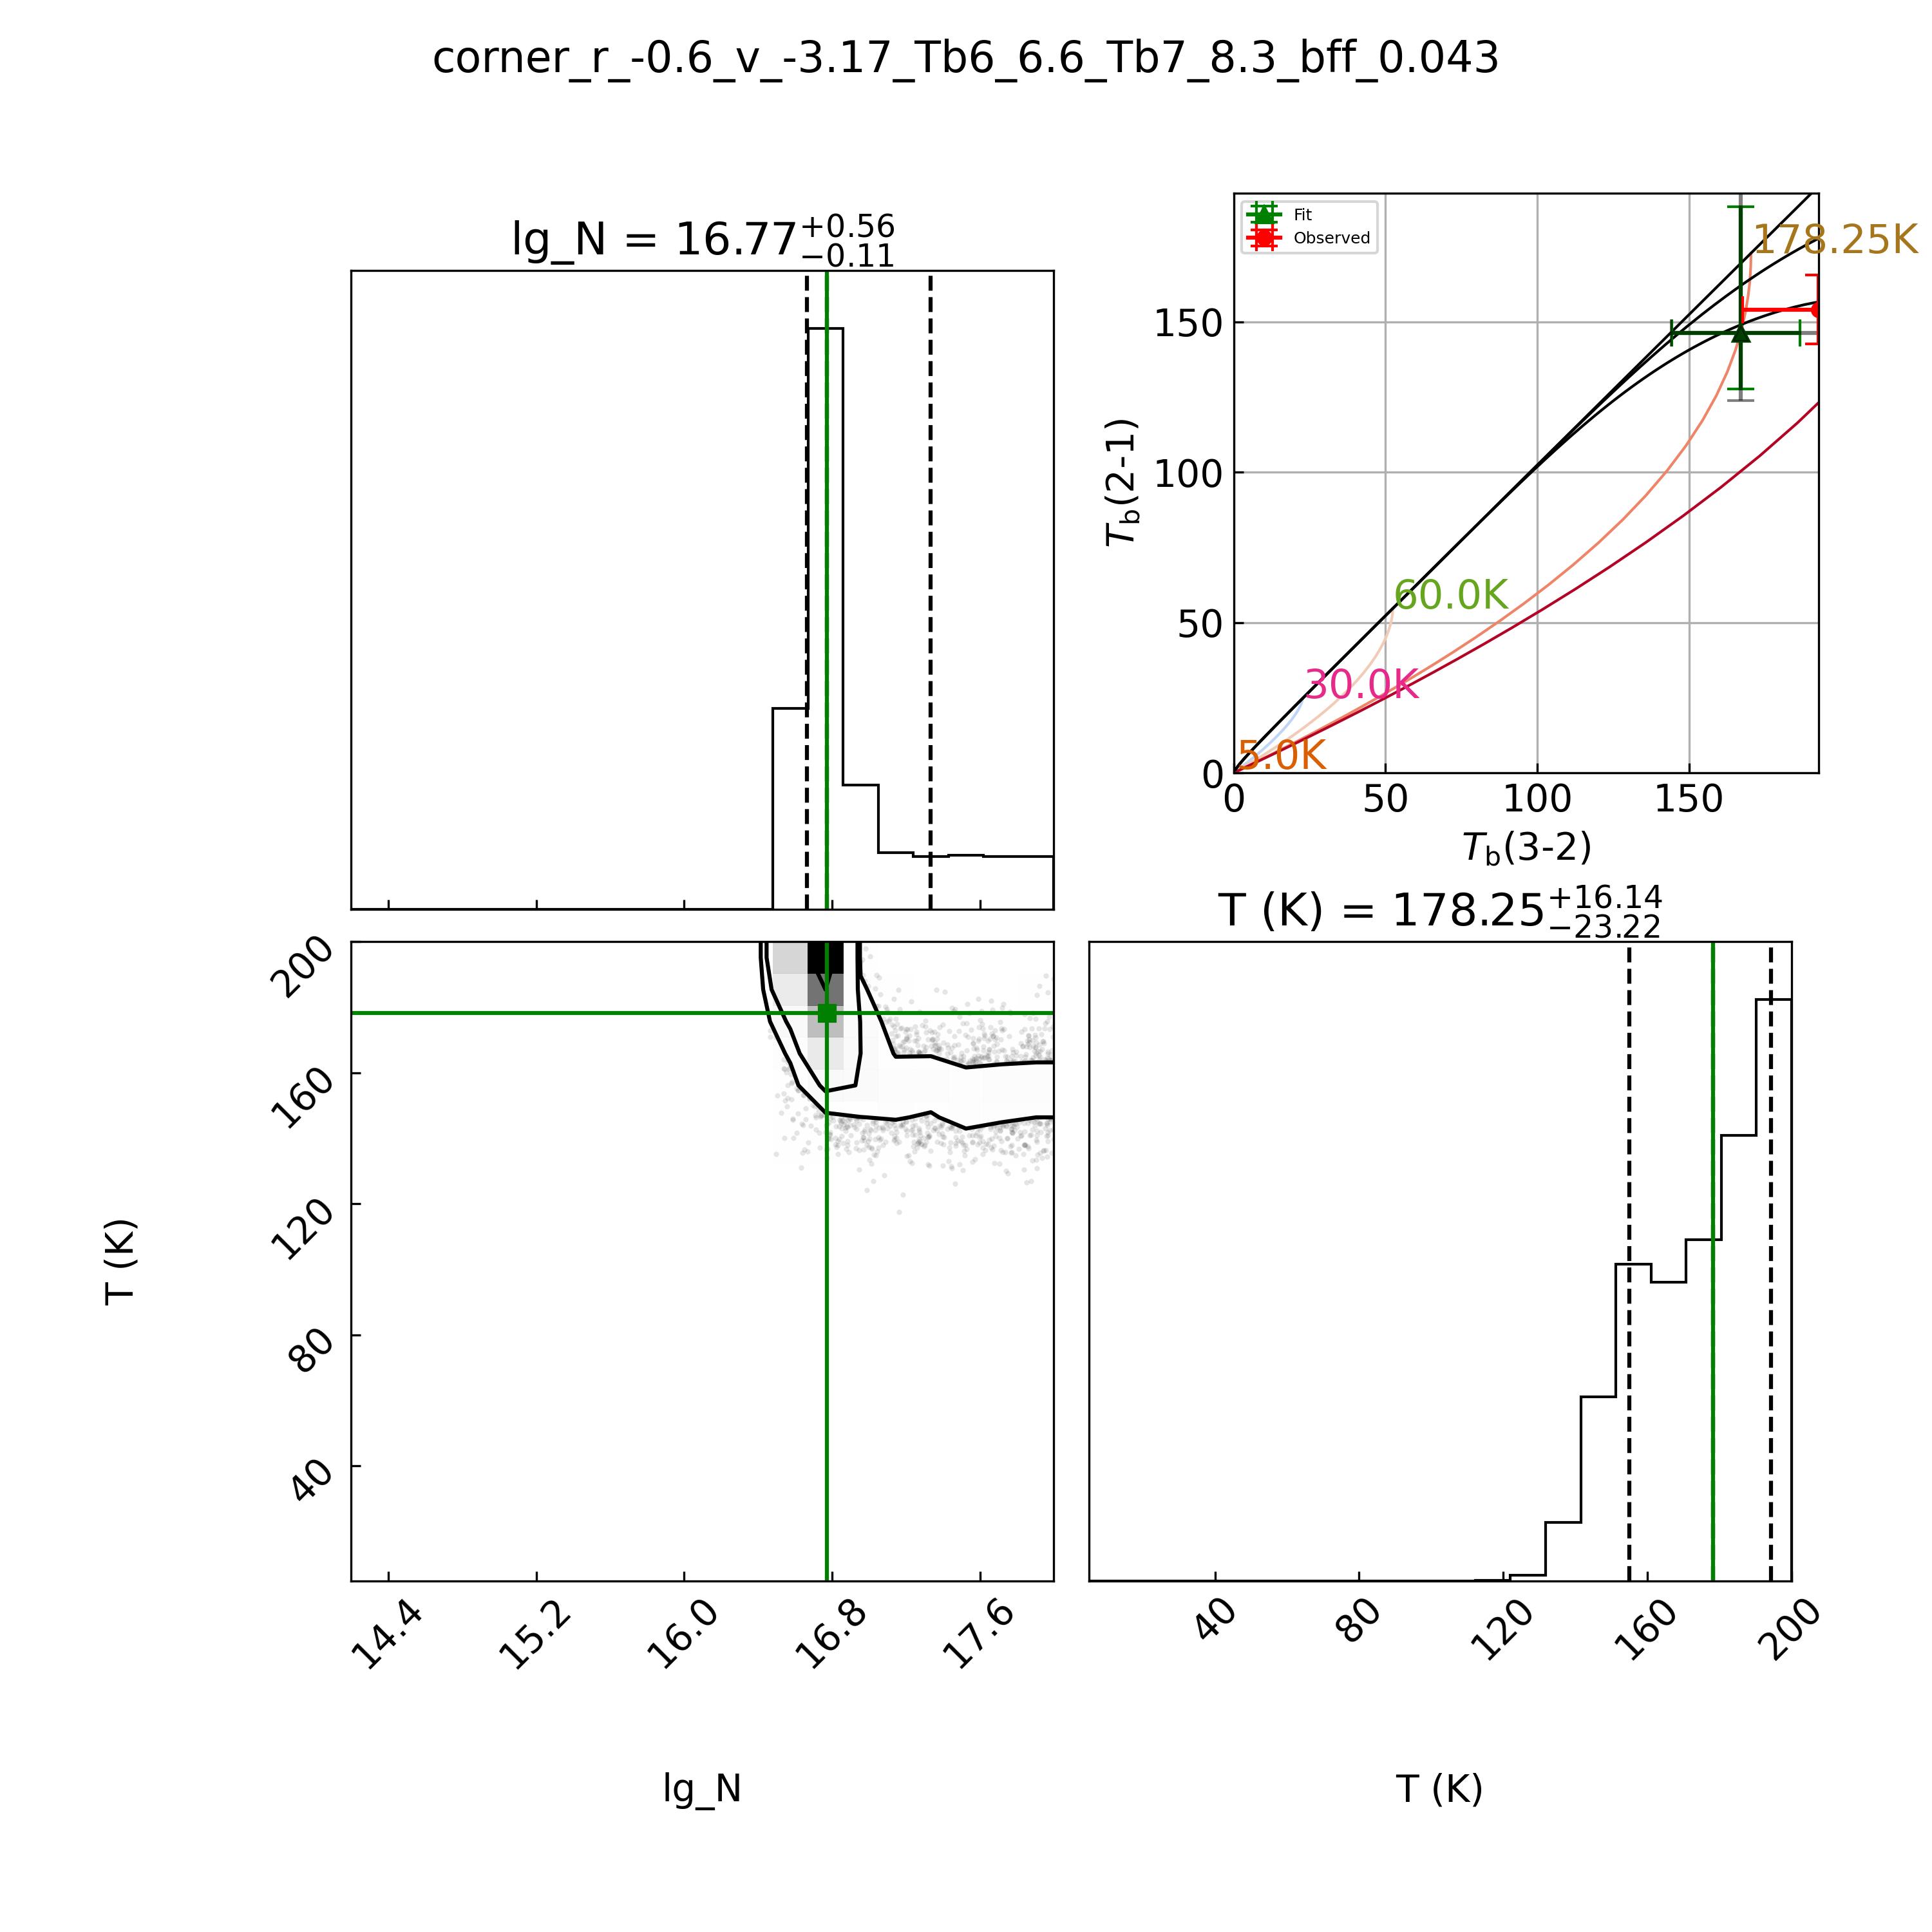 corner_r_-0.6_v_-3.17_Tb6_6.6_Tb7_8.3_bff_0.043
lg_N = 16.77+0.56−0.11
Fit
Observed
178.25K
60.0K
30.0K
5.0K
150
100
50
0
0 50 100 150
Tb(2-1)
Tb(3-2)
T (K) = 178.25+16.14−23.22
200
160
120
80
40
T (K)
14.4 15.2 16.0 16.8 17.6
lg_N
40 80 120 160 200
T (K)